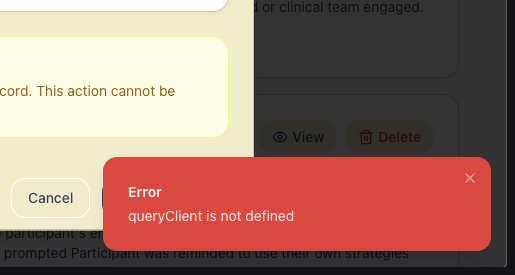 d or clinical team engaged.
cord. This action cannot be
View
Delete
Cancel
Error
queryClient is not defined
participant's
prompted Participant was reminded to use their own strategies